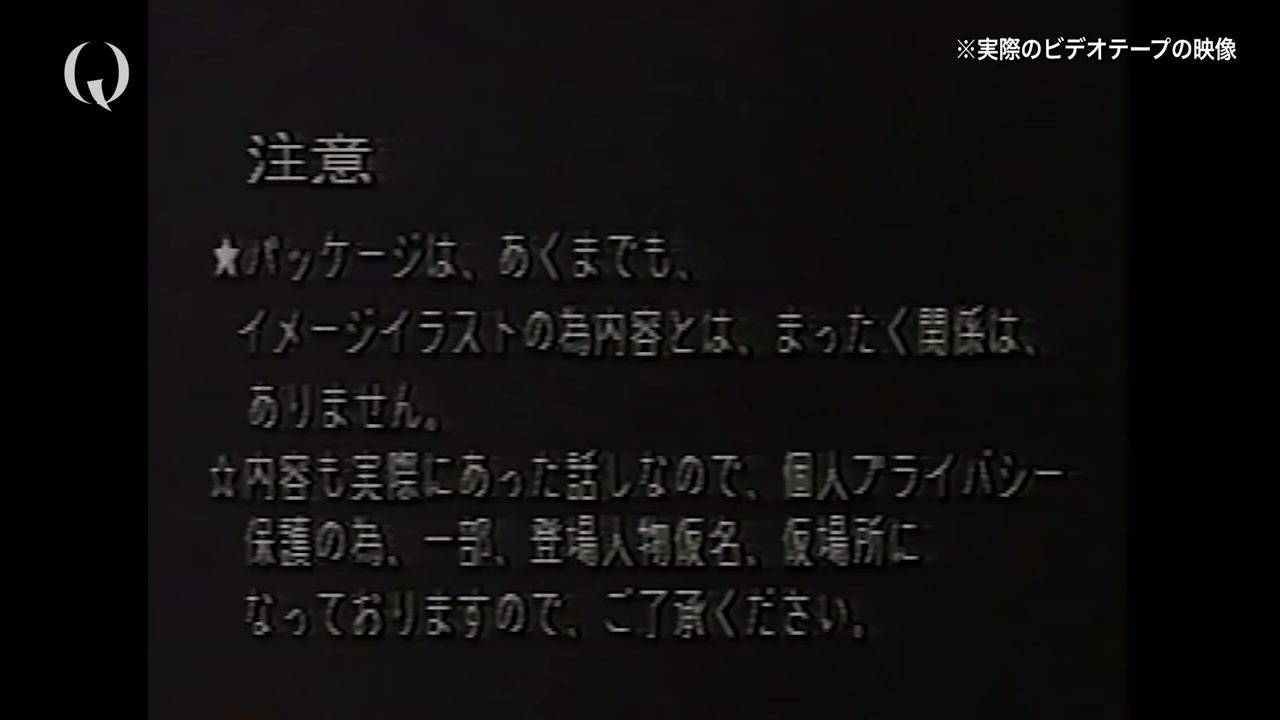 Q
※実際のビデオテープの映像
注意
★パッケージは、あくまでも、
イメージイラストの為内容とは、まったく関係は、
ありません。
☆内容も実際にあった話しなので、個人アライバシー
保護の為、一部、登場人物仮名、仮場所に
なっておりますので、ご了承ください。